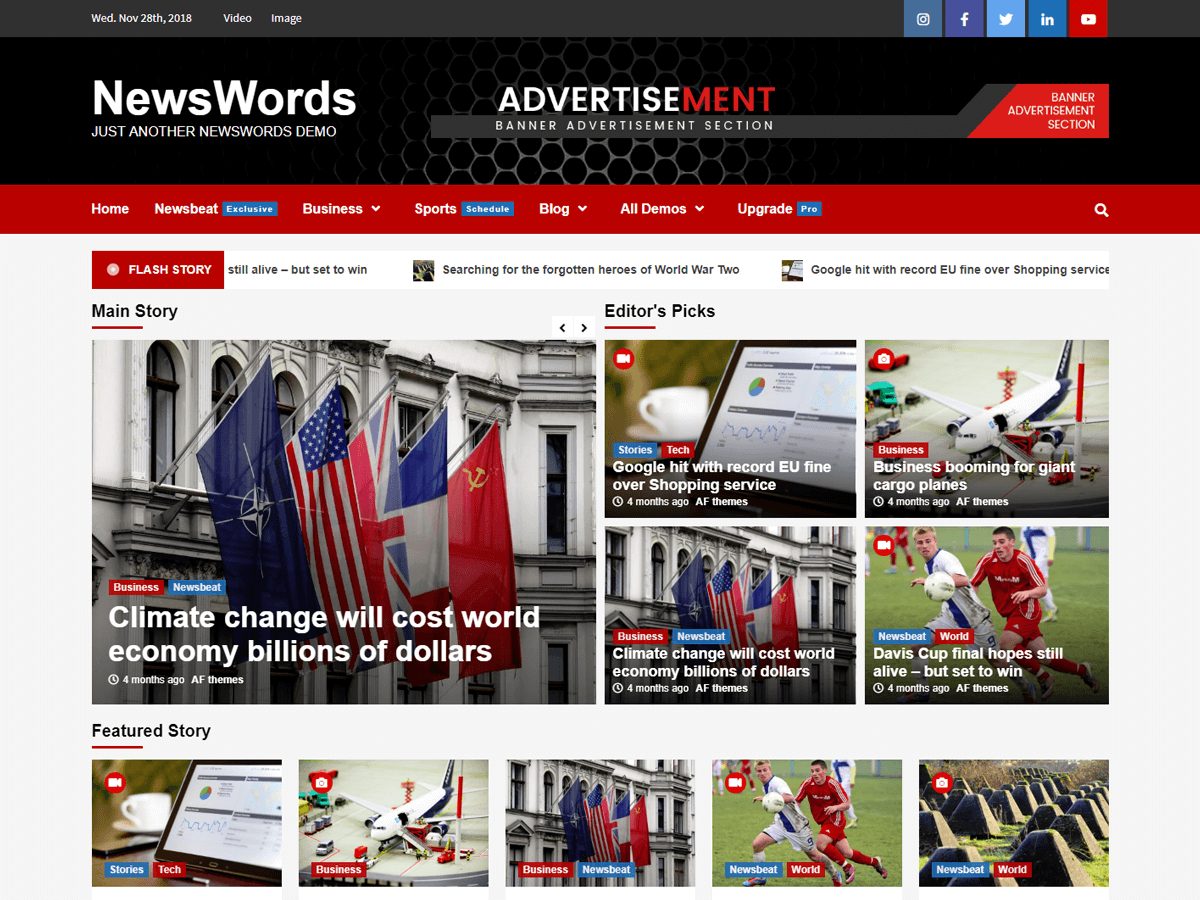 Wed. Nov 28th, 2018 Video Image
NewsWords
JUST ANOTHER NEWSWORDS DEMO
ADVERTISEMENT
BANNER ADVERTISEMENT SECTION
BANNER
ADVERTISEMENT
SECTION
Home Newsbeat Exclusive Business Sports Schedule Blog All Demos Upgrade Pro
FLASH STORY still alive – but set to win Searching for the forgotten heroes of World War Two Google hit with record EU fine over Shopping service
Main Story
Business Newsbeat
Climate change will cost world
economy billions of dollars
4 months ago AF themes
Editor's Picks
Stories Tech
Google hit with record EU fine
over Shopping service
4 months ago AF themes
Business
Business booming for giant
cargo planes
4 months ago AF themes
Business Newsbeat
Climate change will cost world
economy billions of dollars
4 months ago AF themes
Newsbeat World
Davis Cup final hopes still
alive – but set to win
4 months ago AF themes
Featured Story
Stories Tech
Business
Business Newsbeat
Newsbeat World
Newsbeat World